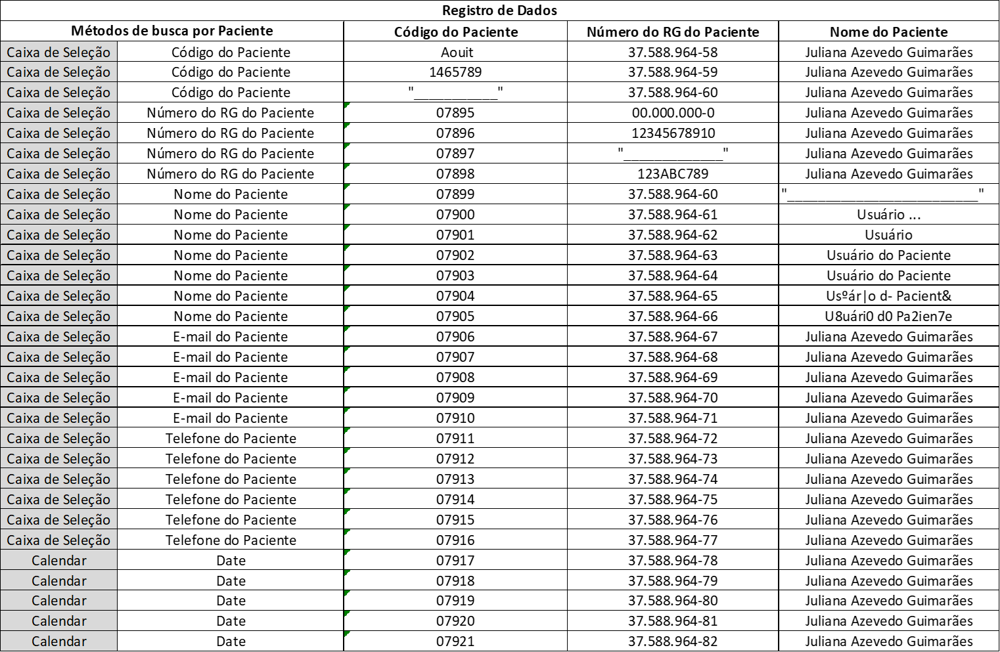 Registro de Dados
Métodos de busca por Paciente Código do Paciente Número do RG do Paciente Nome do Paciente
Caixa de Seleção Código do Paciente Aouit 37.588.964-58 Juliana Azevedo Guimarães
Caixa de Seleção Código do Paciente 1465789 37.588.964-59 Juliana Azevedo Guimarães
Caixa de Seleção Código do Paciente "___________" 37.588.964-60 Juliana Azevedo Guimarães
Caixa de Seleção Número do RG do Paciente 07895 00.000.000-0 Juliana Azevedo Guimarães
Caixa de Seleção Número do RG do Paciente 07896 12345678910 Juliana Azevedo Guimarães
Caixa de Seleção Número do RG do Paciente 07897 "_____________" Juliana Azevedo Guimarães
Caixa de Seleção Número do RG do Paciente 07898 123ABC789 Juliana Azevedo Guimarães
Caixa de Seleção Nome do Paciente 07899 37.588.964-60 "_________________________"
Caixa de Seleção Nome do Paciente 07900 37.588.964-61 Usuário ...
Caixa de Seleção Nome do Paciente 07901 37.588.964-62 Usuário
Caixa de Seleção Nome do Paciente 07902 37.588.964-63 Usuário do Paciente
Caixa de Seleção Nome do Paciente 07903 37.588.964-64 Usuário do Paciente
Caixa de Seleção Nome do Paciente 07904 37.588.964-65 Usºár|o d- Pacient&
Caixa de Seleção Nome do Paciente 07905 37.588.964-66 U8uári0 d0 Pa2ien7e
Caixa de Seleção E-mail do Paciente 07906 37.588.964-67 Juliana Azevedo Guimarães
Caixa de Seleção E-mail do Paciente 07907 37.588.964-68 Juliana Azevedo Guimarães
Caixa de Seleção E-mail do Paciente 07908 37.588.964-69 Juliana Azevedo Guimarães
Caixa de Seleção E-mail do Paciente 07909 37.588.964-70 Juliana Azevedo Guimarães
Caixa de Seleção E-mail do Paciente 07910 37.588.964-71 Juliana Azevedo Guimarães
Caixa de Seleção Telefone do Paciente 07911 37.588.964-72 Juliana Azevedo Guimarães
Caixa de Seleção Telefone do Paciente 07912 37.588.964-73 Juliana Azevedo Guimarães
Caixa de Seleção Telefone do Paciente 07913 37.588.964-74 Juliana Azevedo Guimarães
Caixa de Seleção Telefone do Paciente 07914 37.588.964-75 Juliana Azevedo Guimarães
Caixa de Seleção Telefone do Paciente 07915 37.588.964-76 Juliana Azevedo Guimarães
Caixa de Seleção Telefone do Paciente 07916 37.588.964-77 Juliana Azevedo Guimarães
Calendar Date 07917 37.588.964-78 Juliana Azevedo Guimarães
Calendar Date 07918 37.588.964-79 Juliana Azevedo Guimarães
Calendar Date 07919 37.588.964-80 Juliana Azevedo Guimarães
Calendar Date 07920 37.588.964-81 Juliana Azevedo Guimarães
Calendar Date 07921 37.588.964-82 Juliana Azevedo Guimarães